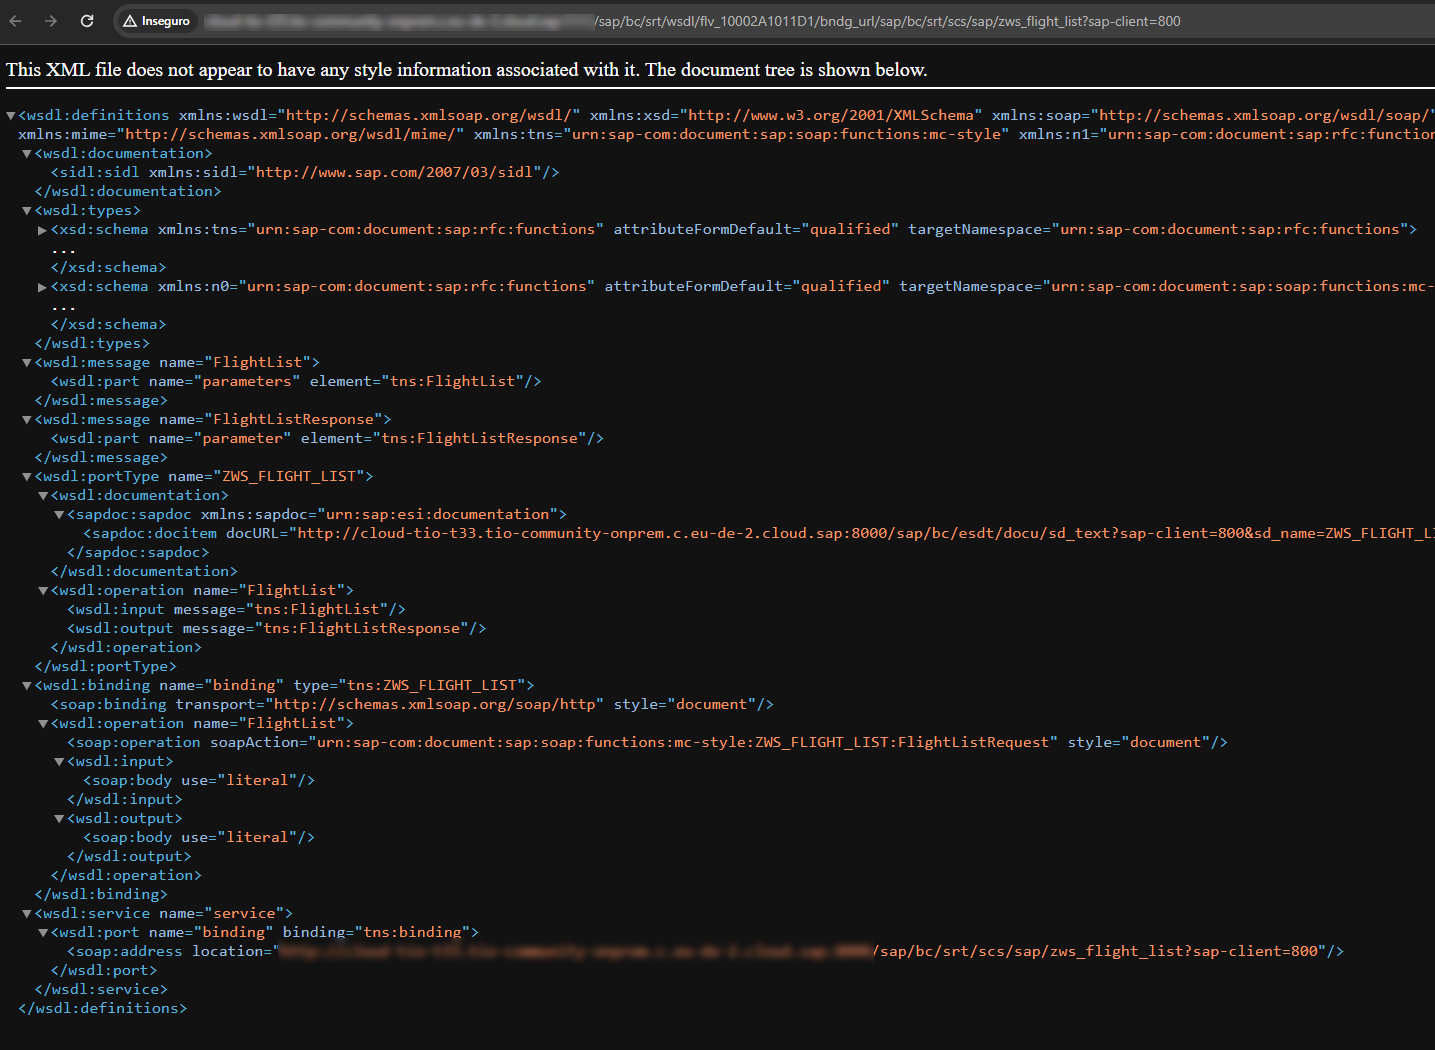 Inseguro /sap/bc/srt/wsdl/flv_10002A1011D1/bndg_url/sap/bc/srt/scs/sap/zws_flight_list?sap-client=800
This XML file does not appear to have any style information associated with it. The document tree is shown below.
<wsdl:definitions xmlns:wsdl="http://schemas.xmlsoap.org/wsdl/" xmlns:xsd="http://www.w3.org/2001/XMLSchema" xmlns:soap="http://schemas.xmlsoap.org/wsdl/soap/"
xmlns:mime="http://schemas.xmlsoap.org/wsdl/mime/" xmlns:tns="urn:sap-com:document:sap:soap:functions:mc-style" xmlns:n1="urn:sap-com:document:sap:rfc:function
<wsdl:documentation>
<sidl:sidl xmlns:sidl="http://www.sap.com/2007/03/sidl"/>
</wsdl:documentation>
<wsdl:types>
<xsd:schema xmlns:tns="urn:sap-com:document:sap:rfc:functions" attributeFormDefault="qualified" targetNamespace="urn:sap-com:document:sap:rfc:functions">
...
</xsd:schema>
<xsd:schema xmlns:n0="urn:sap-com:document:sap:rfc:functions" attributeFormDefault="qualified" targetNamespace="urn:sap-com:document:sap:soap:functions:mc-
...
</xsd:schema>
</wsdl:types>
<wsdl:message name="FlightList">
<wsdl:part name="parameters" element="tns:FlightList"/>
</wsdl:message>
<wsdl:message name="FlightListResponse">
<wsdl:part name="parameter" element="tns:FlightListResponse"/>
</wsdl:message>
<wsdl:portType name="ZWS_FLIGHT_LIST">
<wsdl:documentation>
<sapdoc:sapdoc xmlns:sapdoc="urn:sap:esi:documentation">
<sapdoc:docitem docURL="http://cloud-tio-t33.tio-community-onprem.c.eu-de-2.cloud.sap:8000/sap/bc/esdt/docu/sd_text?sap-client=800&sd_name=ZWS_FLIGHT_LI
</sapdoc:sapdoc>
</wsdl:documentation>
<wsdl:operation name="FlightList">
<wsdl:input message="tns:FlightList"/>
<wsdl:output message="tns:FlightListResponse"/>
</wsdl:operation>
</wsdl:portType>
<wsdl:binding name="binding" type="tns:ZWS_FLIGHT_LIST">
<soap:binding transport="http://schemas.xmlsoap.org/soap/http" style="document"/>
<wsdl:operation name="FlightList">
<soap:operation soapAction="urn:sap-com:document:sap:soap:functions:mc-style:ZWS_FLIGHT_LIST:FlightListRequest" style="document"/>
<wsdl:input>
<soap:body use="literal"/>
</wsdl:input>
<wsdl:output>
<soap:body use="literal"/>
</wsdl:output>
</wsdl:operation>
</wsdl:binding>
<wsdl:service name="service">
<wsdl:port name="binding" binding="tns:binding">
<soap:address location="/sap/bc/srt/scs/sap/zws_flight_list?sap-client=800"/>
</wsdl:port>
</wsdl:service>
</wsdl:definitions>